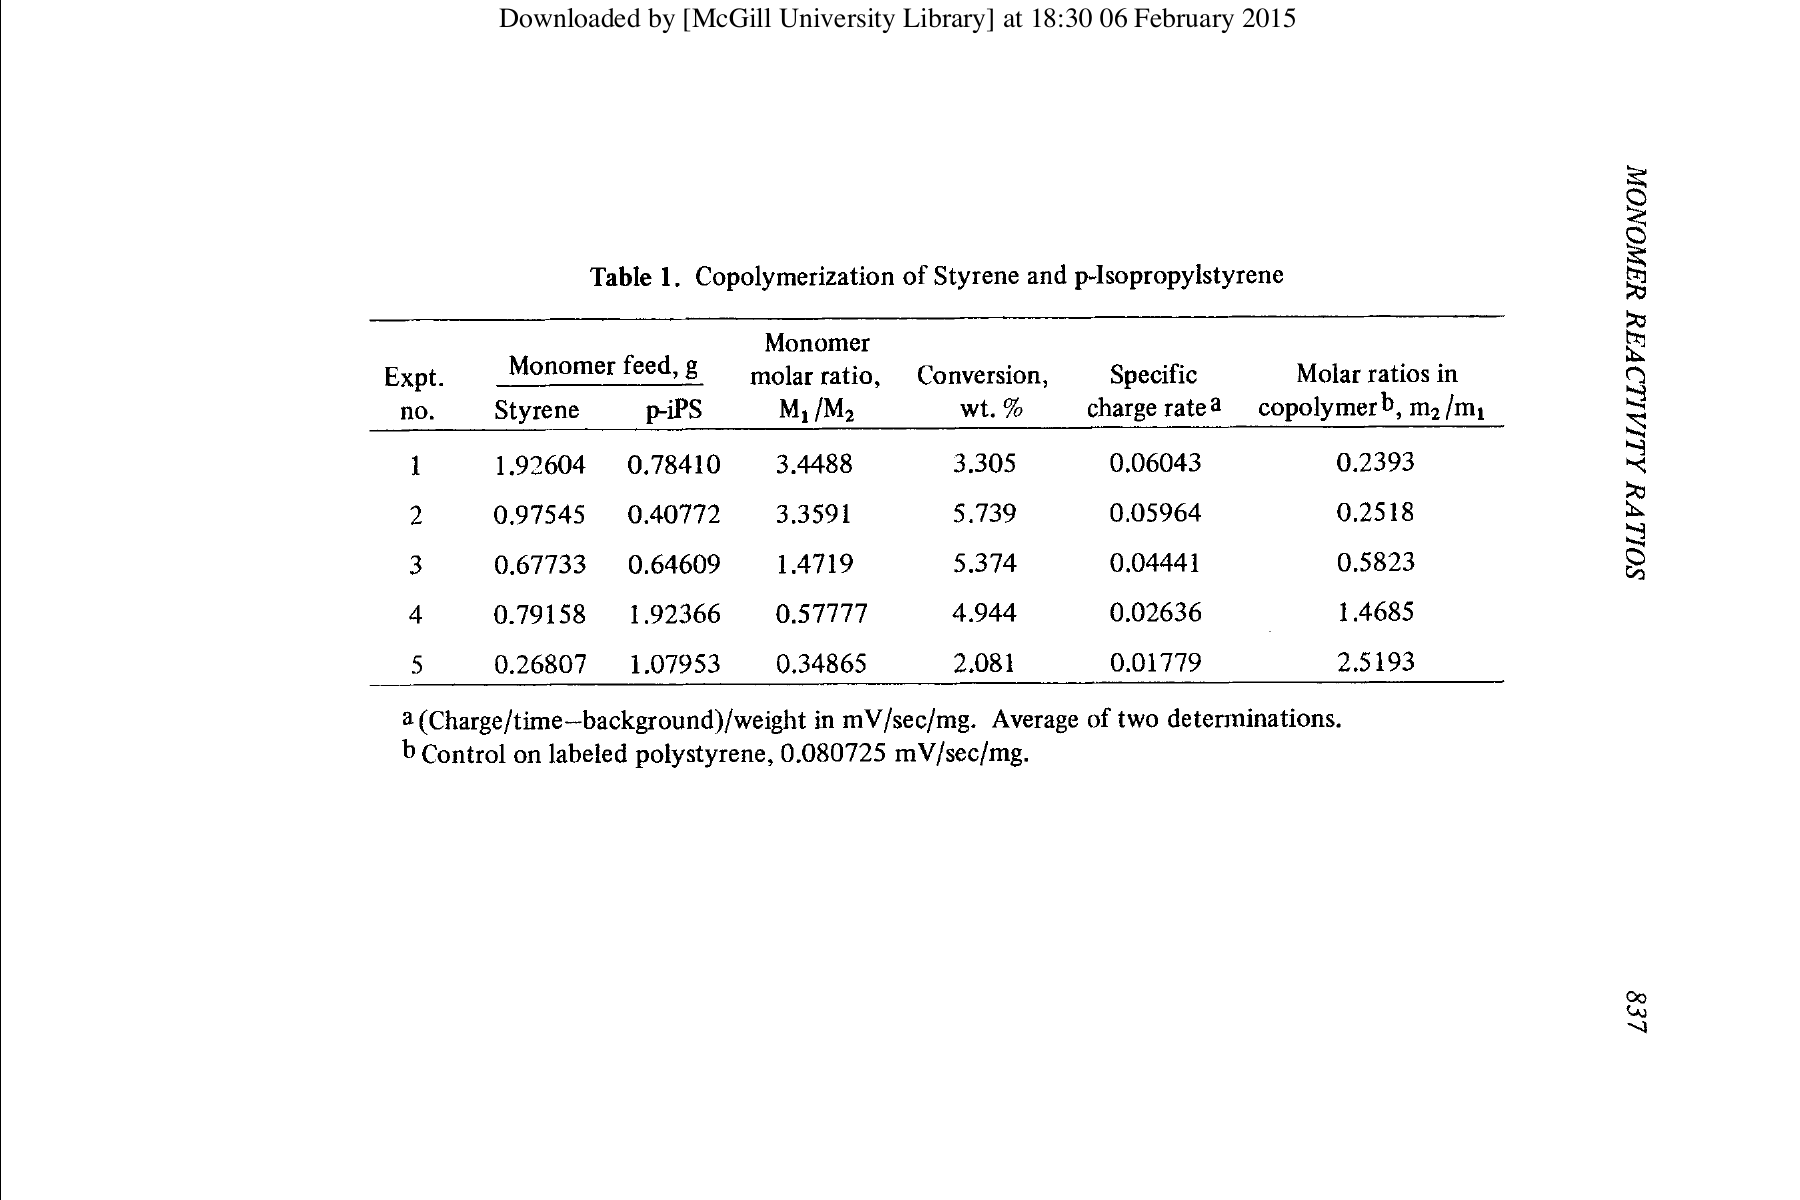 Downloaded by [McGill University Library] at 18:30 06 February 2015
Table 1. Copolymerization of Styrene and p-Isopropylstyrene
Expt. no. Monomer feed, g Monomer molar ratio, M₁/M₂ Conversion, wt. % Specific charge rate a Molar ratios in copolymer b, m₂/m₁
Styrene p-iPS
1 1.92604 0.78410 3.4488 3.305 0.06043 0.2393
2 0.97545 0.40772 3.3591 5.739 0.05964 0.2518
3 0.67733 0.64609 1.4719 5.374 0.04441 0.5823
4 0.79158 1.92366 0.57777 4.944 0.02636 1.4685
5 0.26807 1.07953 0.34865 2.081 0.01779 2.5193
a (Charge/time—background)/weight in mV/sec/mg. Average of two determinations.
b Control on labeled polystyrene, 0.080725 mV/sec/mg.
MONOMER REACTIVITY RATIOS
837